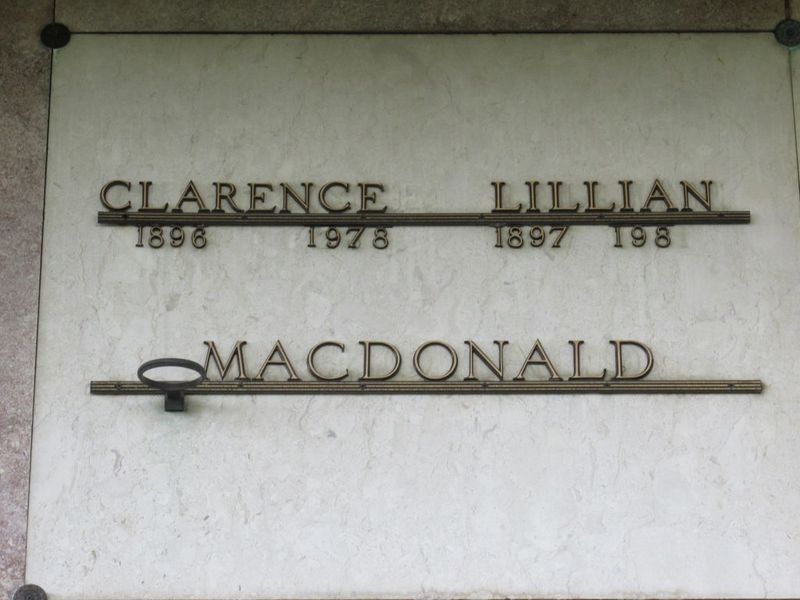 CLARENCE LILLIAN
1896 1978 1897 198
MACDONALD